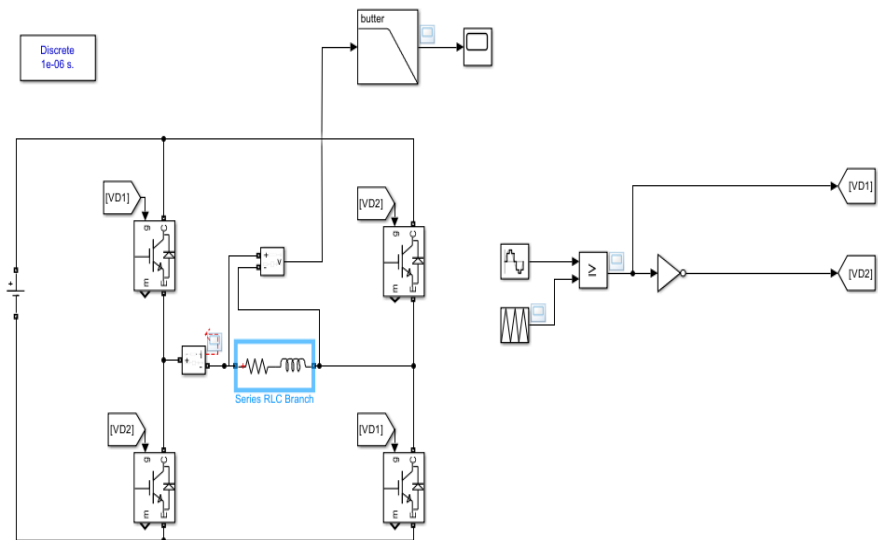 butter
Discrete
1e-06 s.
[VD1]
g
C
m
E
[VD2]
g
C
m
E
+
-
v
+
+
i
-
Series RLC Branch
[VD2]
g
C
m
E
[VD1]
g
C
m
E
≥
[VD1]
[VD2]
+